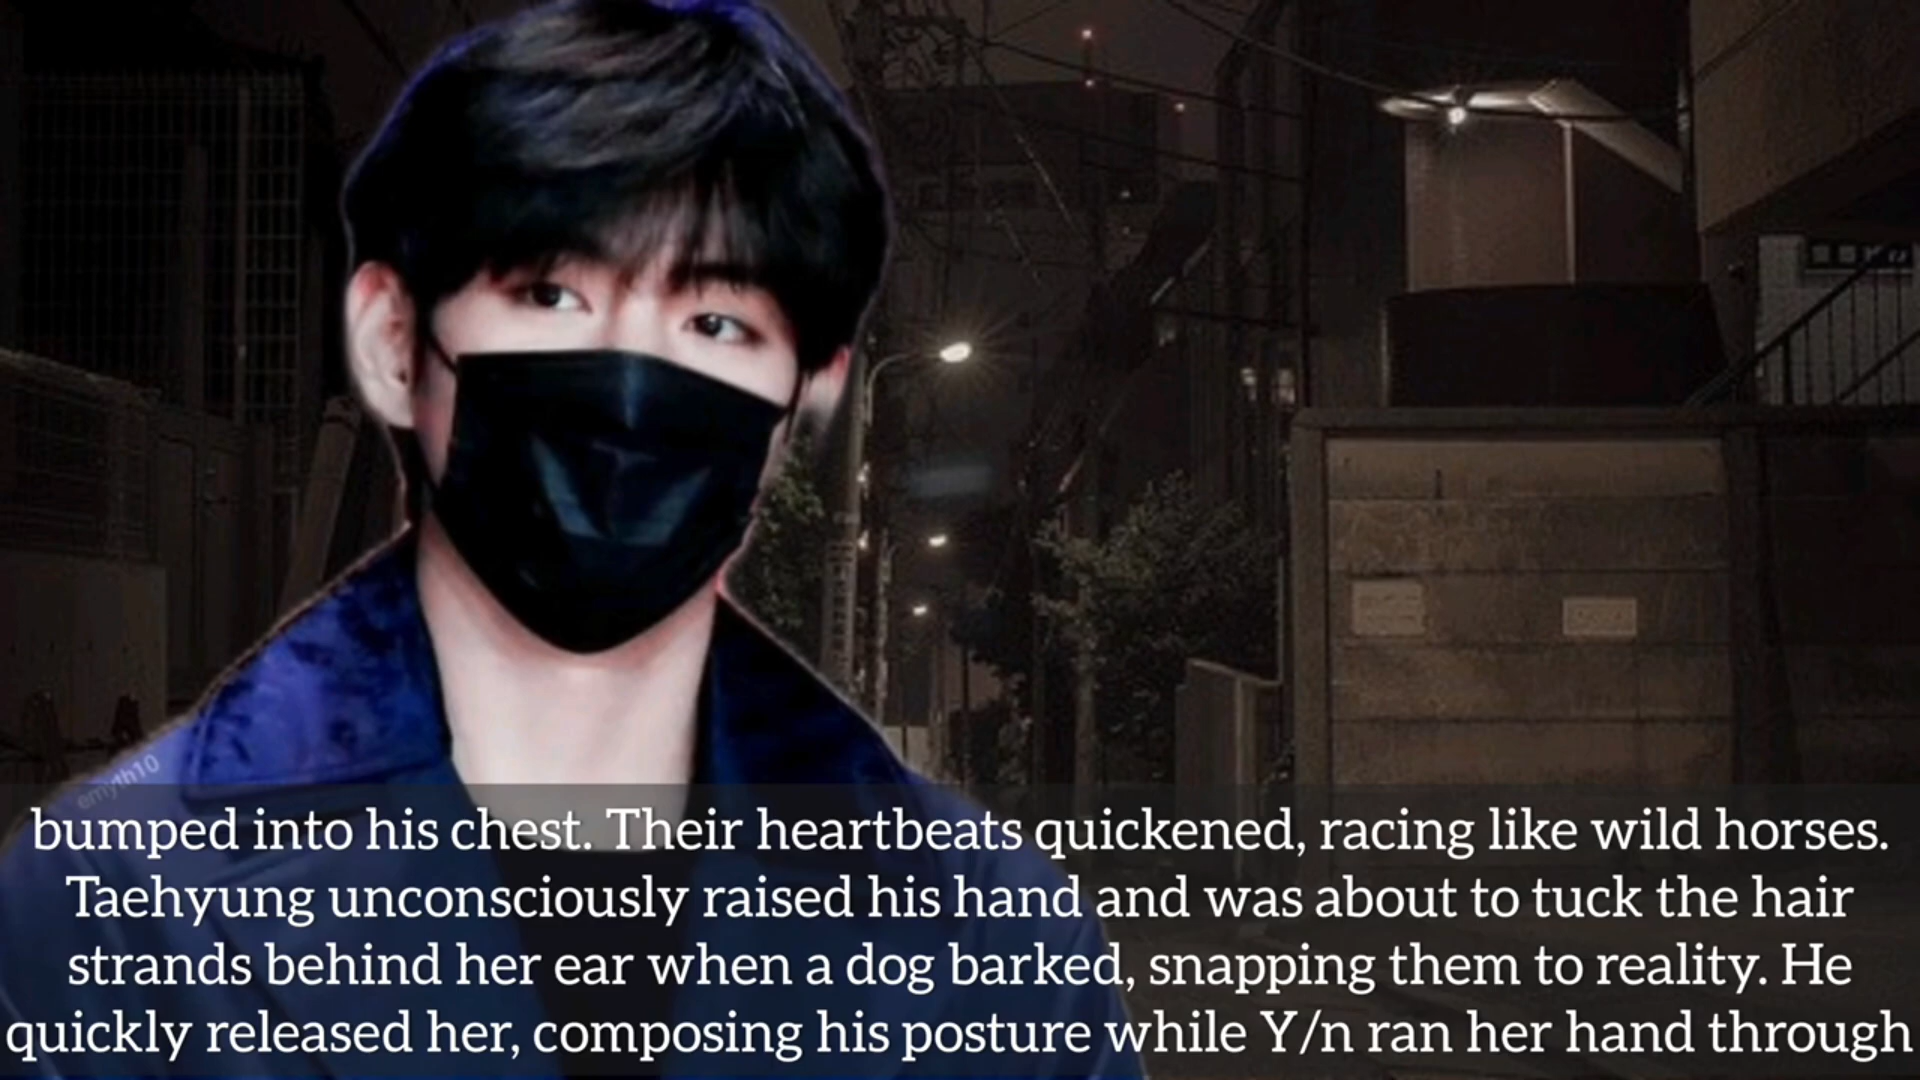 emyth10
bumped into his chest. Their heartbeats quickened, racing like wild horses.
Taehyung unconsciously raised his hand and was about to tuck the hair
strands behind her ear when a dog barked, snapping them to reality. He
quickly released her, composing his posture while Y/n ran her hand through